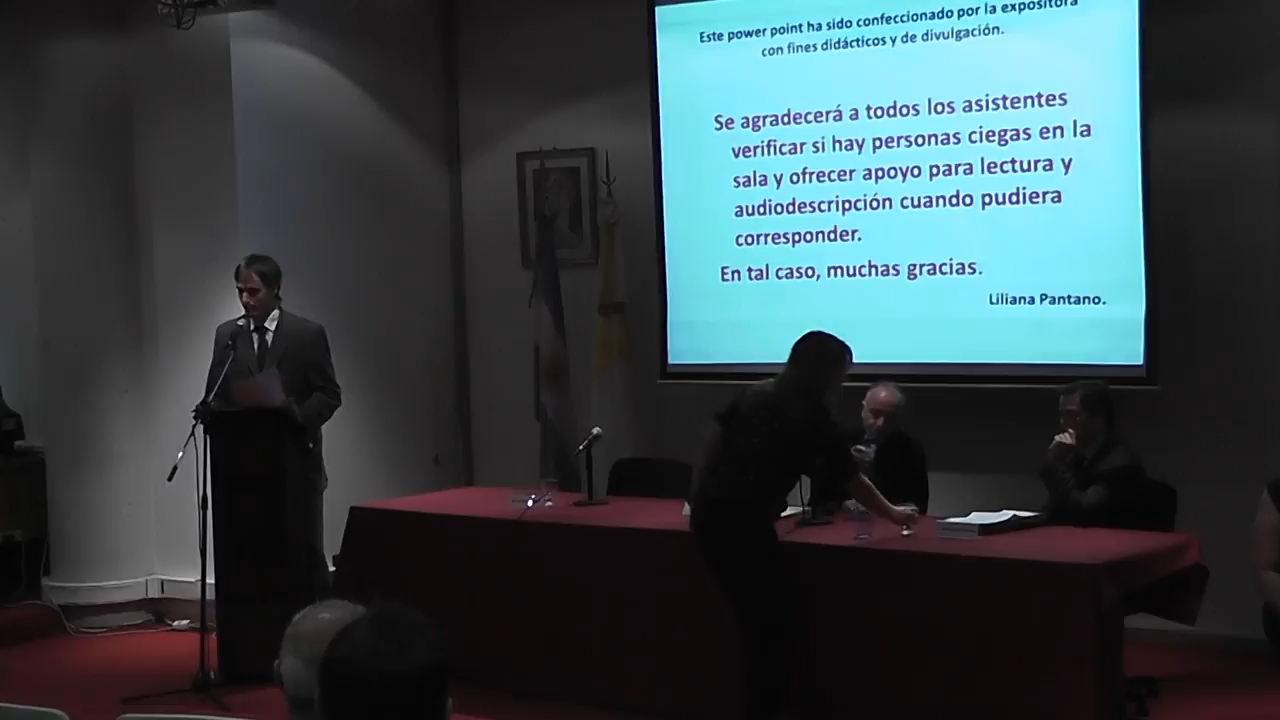 Este power point ha sido confeccionado por la expositora
con fines didácticos y de divulgación.
Se agradecerá a todos los asistentes
verificar si hay personas ciegas en la
sala y ofrecer apoyo para lectura y
audiodescripción cuando pudiera
corresponder.
En tal caso, muchas gracias.
Liliana Pantano.